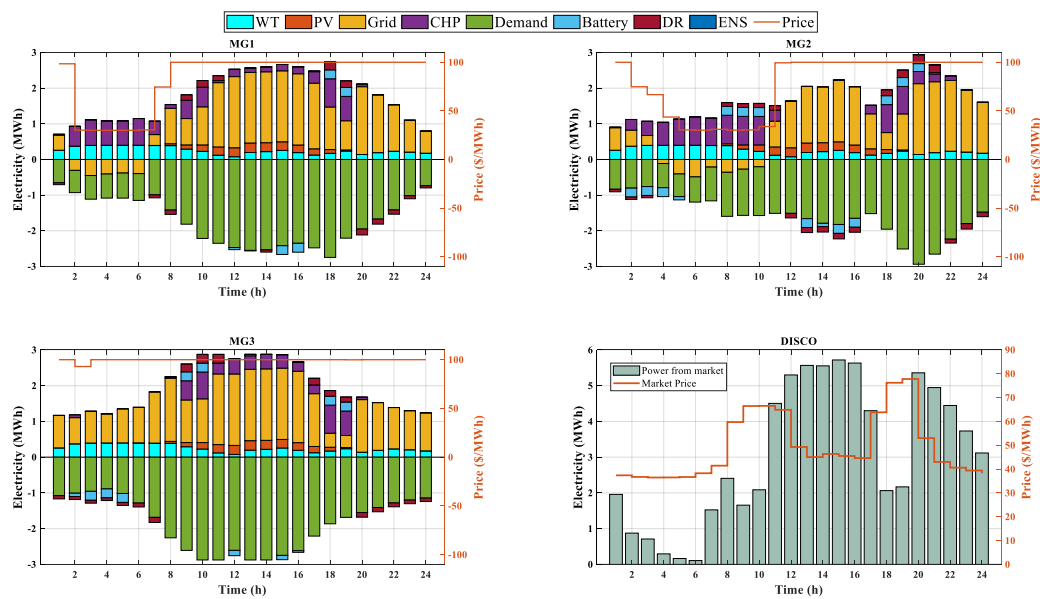 WT PV Grid CHP Demand Battery DR ENS Price
MG1
3
2
1
0
-1
-2
-3
Electricity (MWh)
100
50
0
-50
-100
Price ($/MWh)
2 4 6 8 10 12 14 16 18 20 22 24
Time (h)
MG2
3
2
1
0
-1
-2
-3
Electricity (MWh)
100
50
0
-50
-100
Price ($/MWh)
2 4 6 8 10 12 14 16 18 20 22 24
Time (h)
MG3
3
2
1
0
-1
-2
-3
Electricity (MWh)
100
50
0
-50
-100
Price ($/MWh)
2 4 6 8 10 12 14 16 18 20 22 24
Time (h)
DISCO
Power from market
Market Price
6
5
4
3
2
1
0
Electricity (MWh)
90
80
70
60
50
40
30
20
10
0
Price ($/MWh)
2 4 6 8 10 12 14 16 18 20 22 24
Time (h)